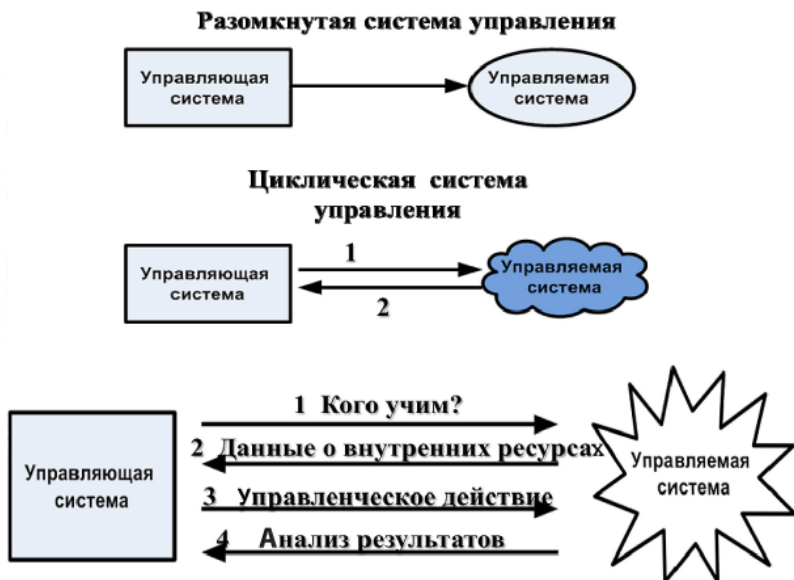 Разомкнутая система управления
Управляющая
система
Управляемая
система
Циклическая система
управления
Управляющая
система
1
2
Управляемая
система
Управляющая
система
1 Кого учим?
2 Данные о внутренних ресурсах
3 Управленческое действие
4 Анализ результатов
Управляемая
система